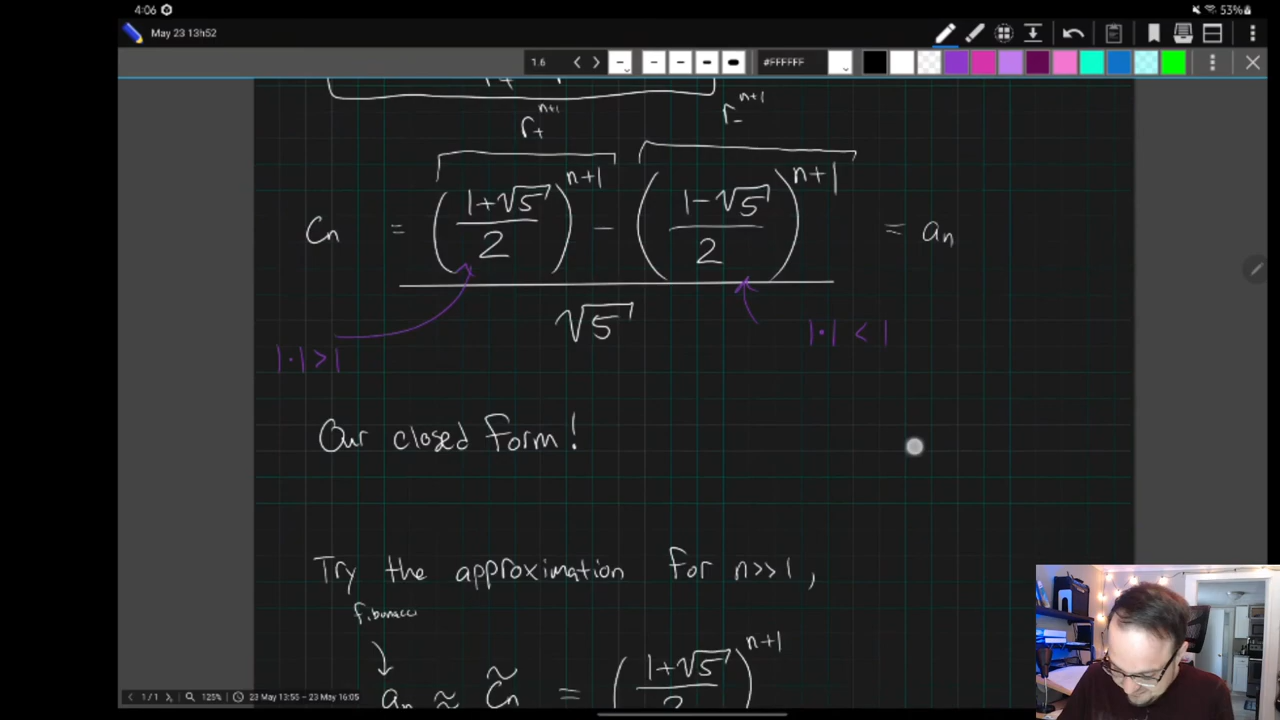 4:06
53%
May 23 13h52
1.6
#FFFFFF
r₊ⁿ⁺¹
r₋ⁿ⁺¹
Cₙ = ( (1+√5)/2 )ⁿ⁺¹ − ( (1−√5)/2 )ⁿ⁺¹ = aₙ
√5
|·| > 1
|·| < 1
Our closed form!
Try the approximation for n>>1,
fibonacci
aₙ ≈ C̃ₙ = ( (1+√5)/2 )ⁿ⁺¹
1/1
125%
23 May 13:55 – 23 May 16:05